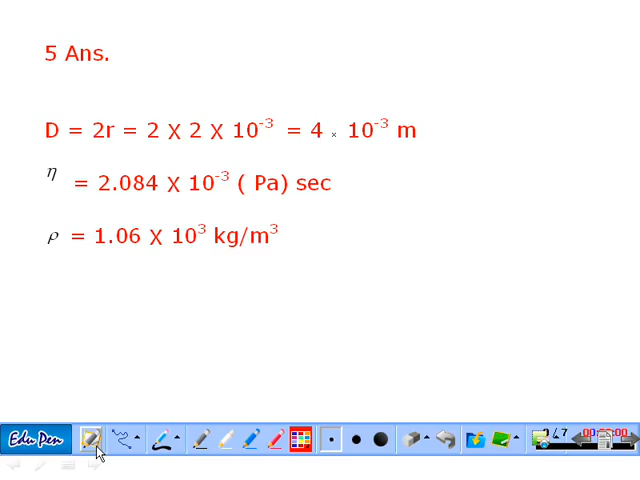 5 Ans.
D = 2r = 2 X 2 X 10⁻³ = 4 × 10⁻³ m
η = 2.084 X 10⁻³ ( Pa) sec
ρ = 1.06 X 10³ kg/m³
Edu Pen
/ 7